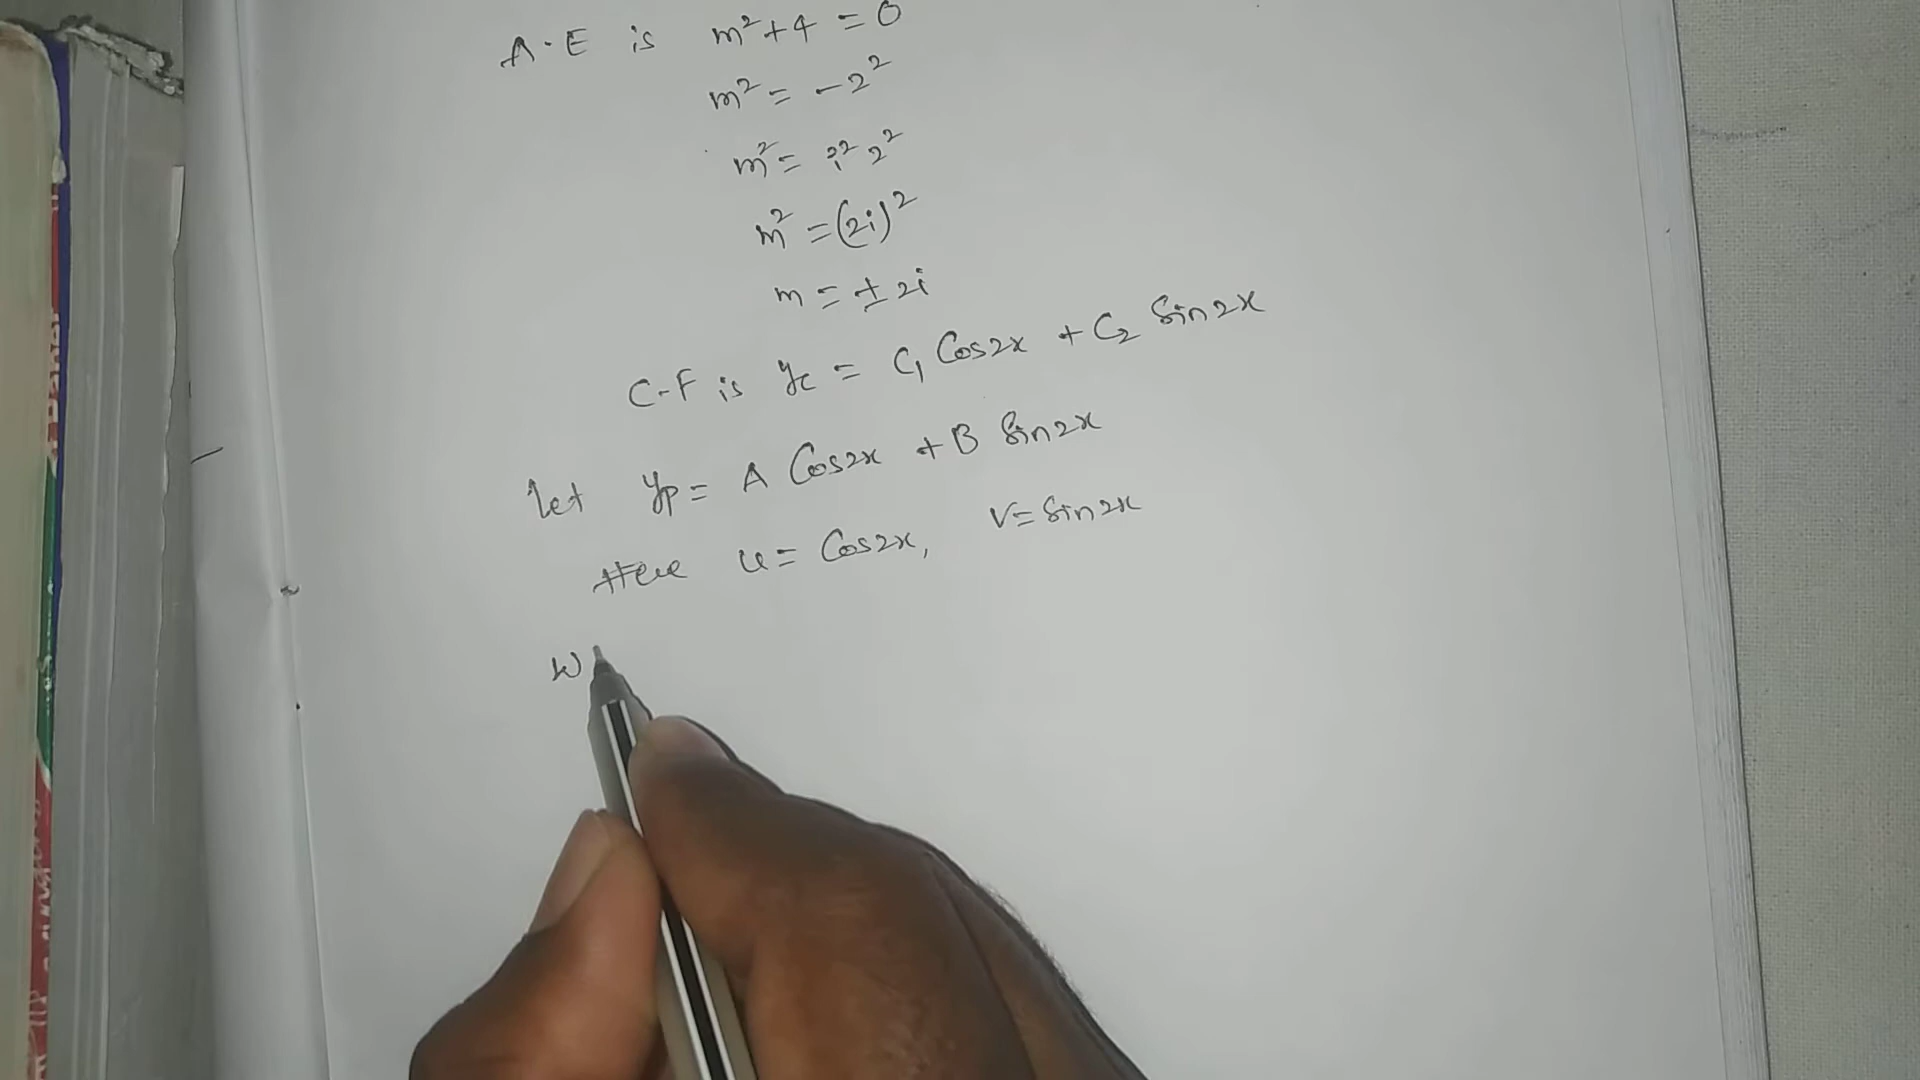 A.E is m²+4 = 0
m² = -2²
m² = i² 2²
m² = (2i)²
m = ± 2i
C-F is yc = C₁ Cos2x + C₂ Sin2x
Let yp = A Cos2x + B Sin2x
Here u = Cos2x, v = Sin2x
W